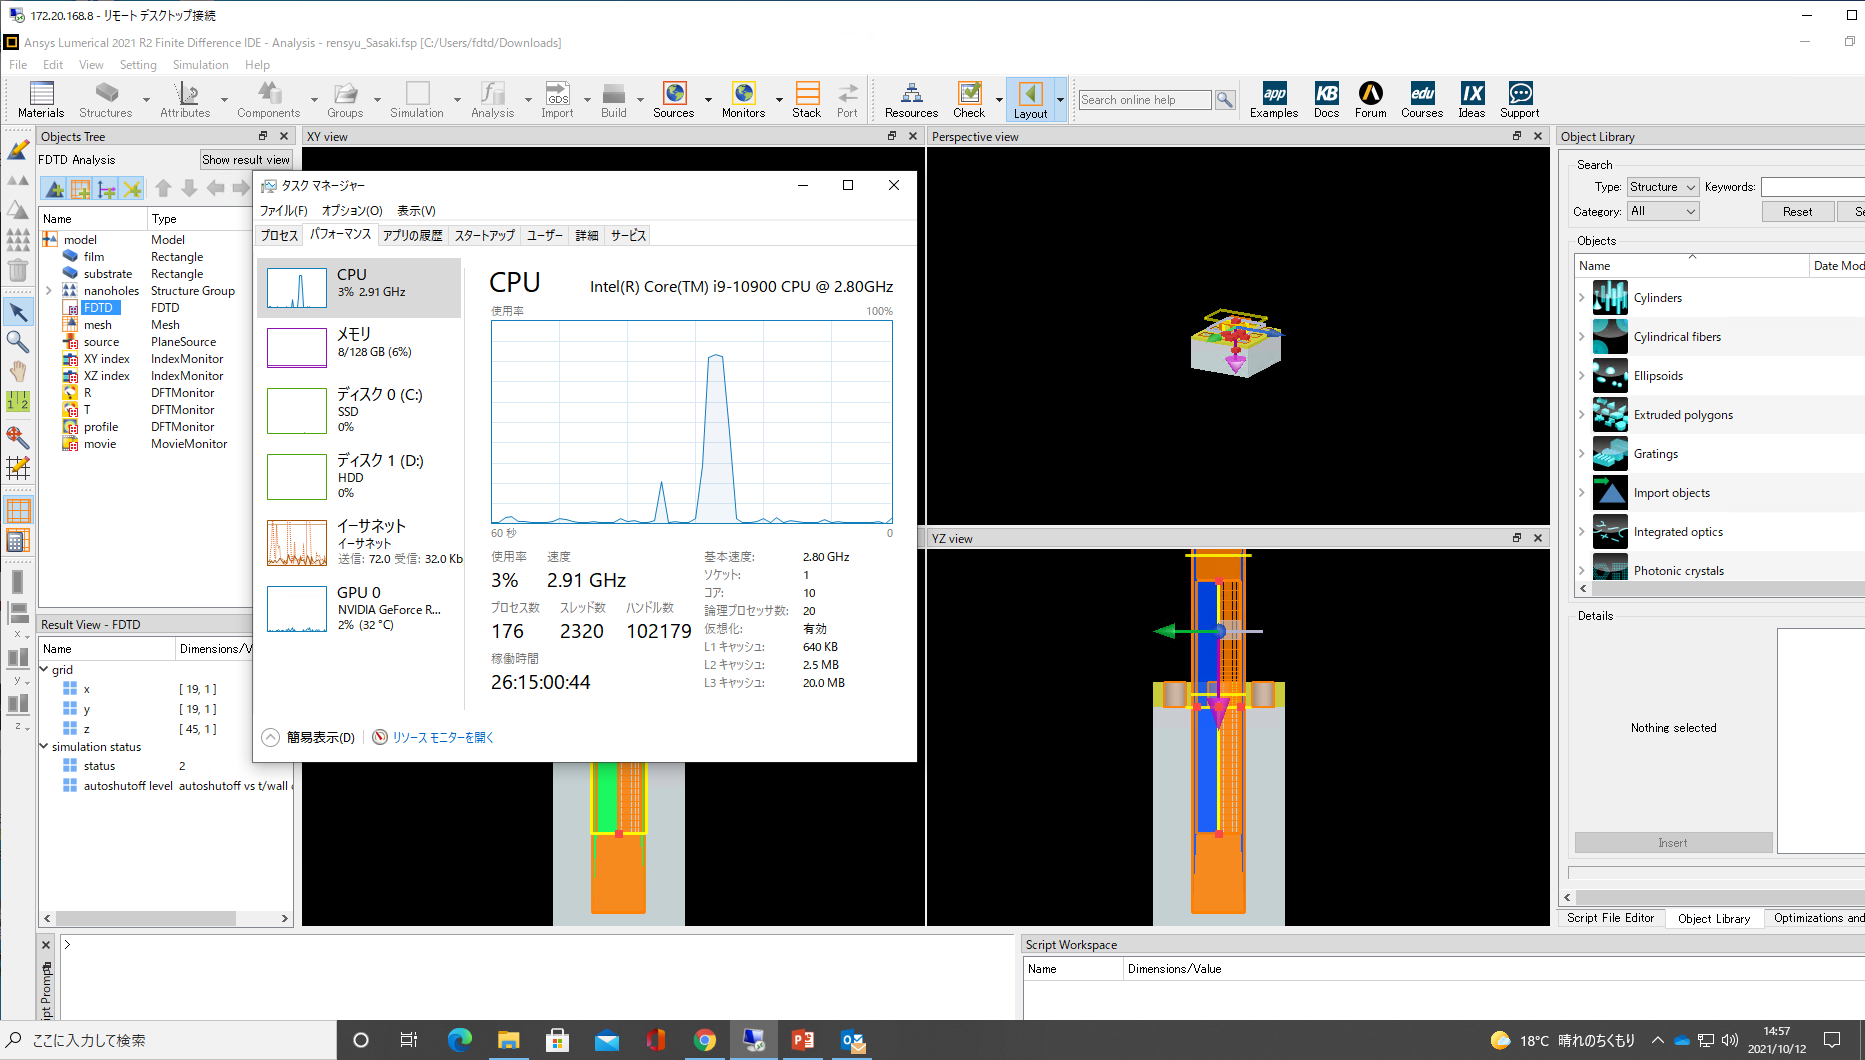 172.20.168.8 - リモート デスクトップ接続
Ansys Lumerical 2021 R2 Finite Difference IDE - Analysis - rensyu_Sasaki.fsp [C:/Users/fdtd/Downloads]
File Edit View Setting Simulation Help
GDS app KB edu IX
Search online help
Materials Structures Attributes Components Groups Simulation Analysis Import Build Sources Monitors Stack Port Resources Check Layout Examples Docs Forum Courses Ideas Support
Objects Tree
XY view
Perspective view
Object Library
FDTD Analysis
Show result view
Name Type
model Model
film Rectangle
substrate Rectangle
nanoholes Structure Group
FDTD FDTD
mesh Mesh
source PlaneSource
XY index IndexMonitor
XZ index IndexMonitor
R DFTMonitor
T DFTMonitor
profile DFTMonitor
movie MovieMonitor
1 2
x
y
z
Result View - FDTD
Name Dimensions/V
grid
x [ 19, 1 ]
y [ 19, 1 ]
z [ 45, 1 ]
simulation status
status 2
autoshutoff level autoshutoff vs t/wall
タスク マネージャー
ファイル(F) オプション(O) 表示(V)
プロセス パフォーマンス アプリの履歴 スタートアップ ユーザー 詳細 サービス
CPU
3% 2.91 GHz
メモリ
8/128 GB (6%)
ディスク 0 (C:)
SSD
0%
ディスク 1 (D:)
HDD
0%
イーサネット
イーサネット
送信: 72.0 受信: 32.0 Kb
GPU 0
NVIDIA GeForce R...
2% (32 °C)
CPU
Intel(R) Core(TM) i9-10900 CPU @ 2.80GHz
使用率 100%
60 秒 0
使用率 速度
3% 2.91 GHz
プロセス数 スレッド数 ハンドル数
176 2320 102179
稼働時間
26:15:00:44
基本速度: 2.80 GHz
ソケット: 1
コア: 10
論理プロセッサ数: 20
仮想化: 有効
L1 キャッシュ: 640 KB
L2 キャッシュ: 2.5 MB
L3 キャッシュ: 20.0 MB
簡易表示(D) リソース モニターを開く
YZ view
Search
Type: Structure Keywords:
Category: All Reset Se
Objects
Name Date Mod
Cylinders
Cylindrical fibers
Ellipsoids
Extruded polygons
Gratings
Import objects
Integrated optics
Photonic crystals
Details
Nothing selected
Insert
Script File Editor Object Library Optimizations and
ipt Prompt
>
Script Workspace
Name Dimensions/Value
ここに入力して検索
18°C 晴れのちくもり
14:57
2021/10/12